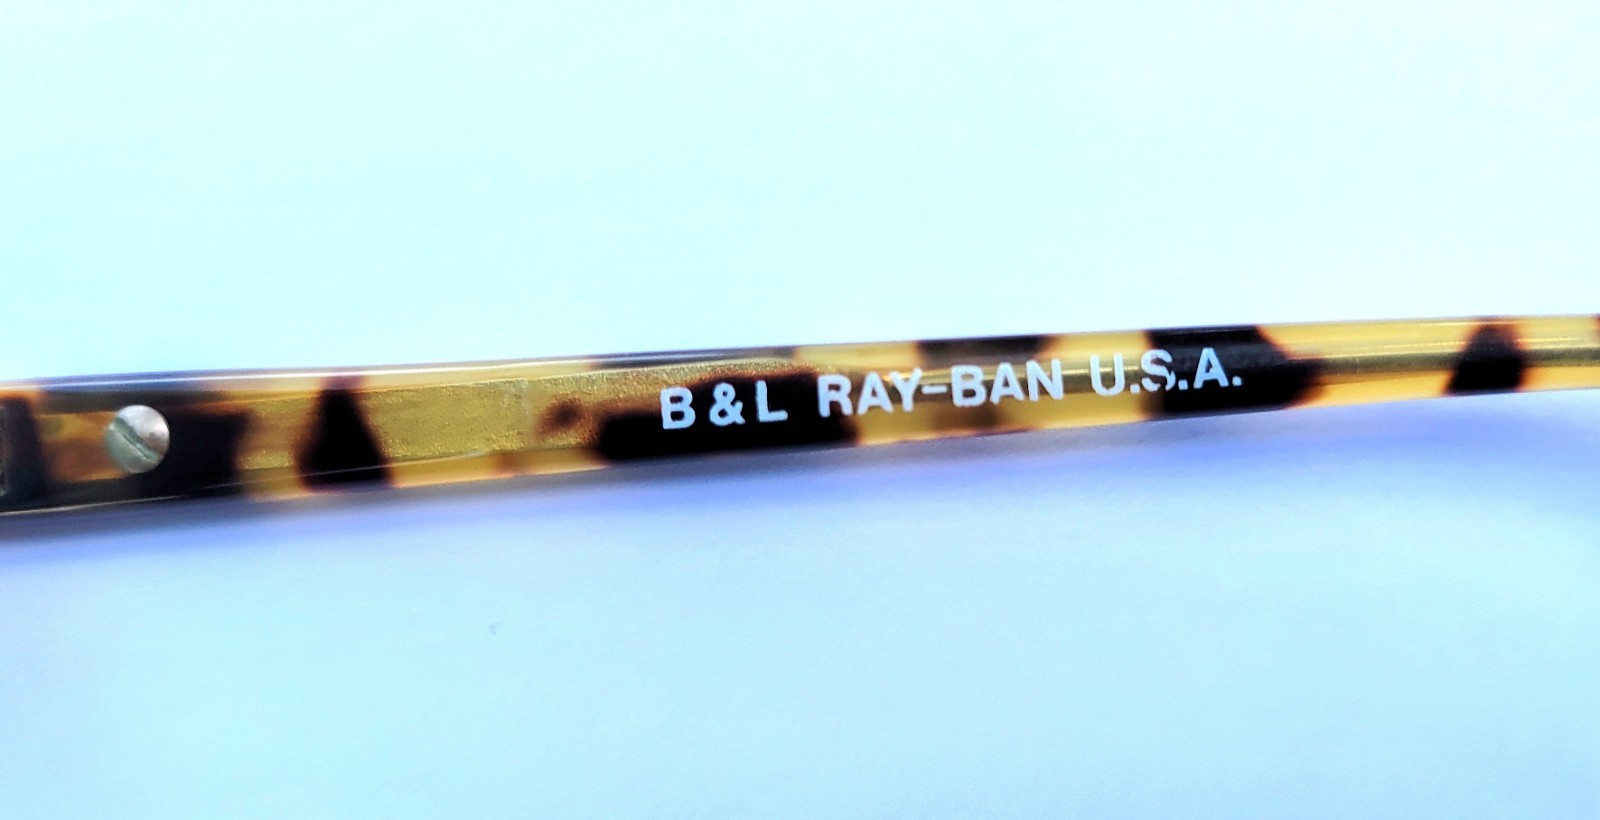 B & L RAY-BAN U.S.A.